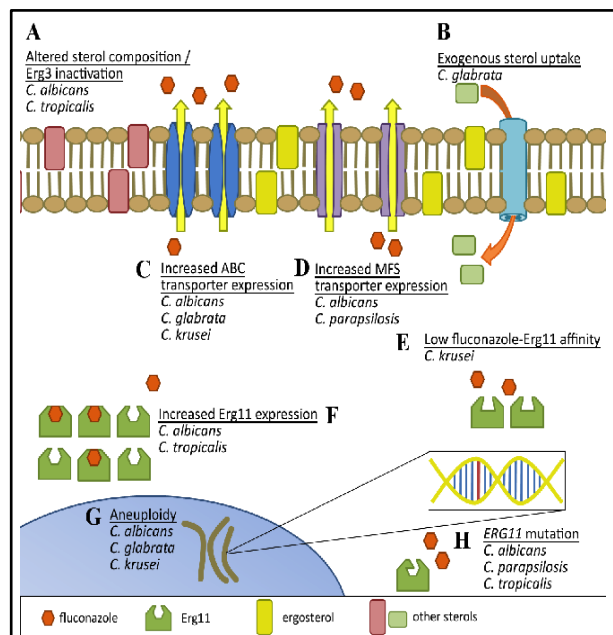 A
Altered sterol composition /
Erg3 inactivation
C. albicans
C. tropicalis
B
Exogenous sterol uptake
C. glabrata
C
Increased ABC
transporter expression
C. albicans
C. glabrata
C. krusei
D
Increased MFS
transporter expression
C. albicans
C. parapsilosis
E
Low fluconazole-Erg11 affinity
C. krusei
Increased Erg11 expression F
C. albicans
C. tropicalis
G
Aneuploidy
C. albicans
C. glabrata
C. krusei
H
ERG11 mutation
C. albicans
C. parapsilosis
C. tropicalis
fluconazole
Erg11
ergosterol
other sterols